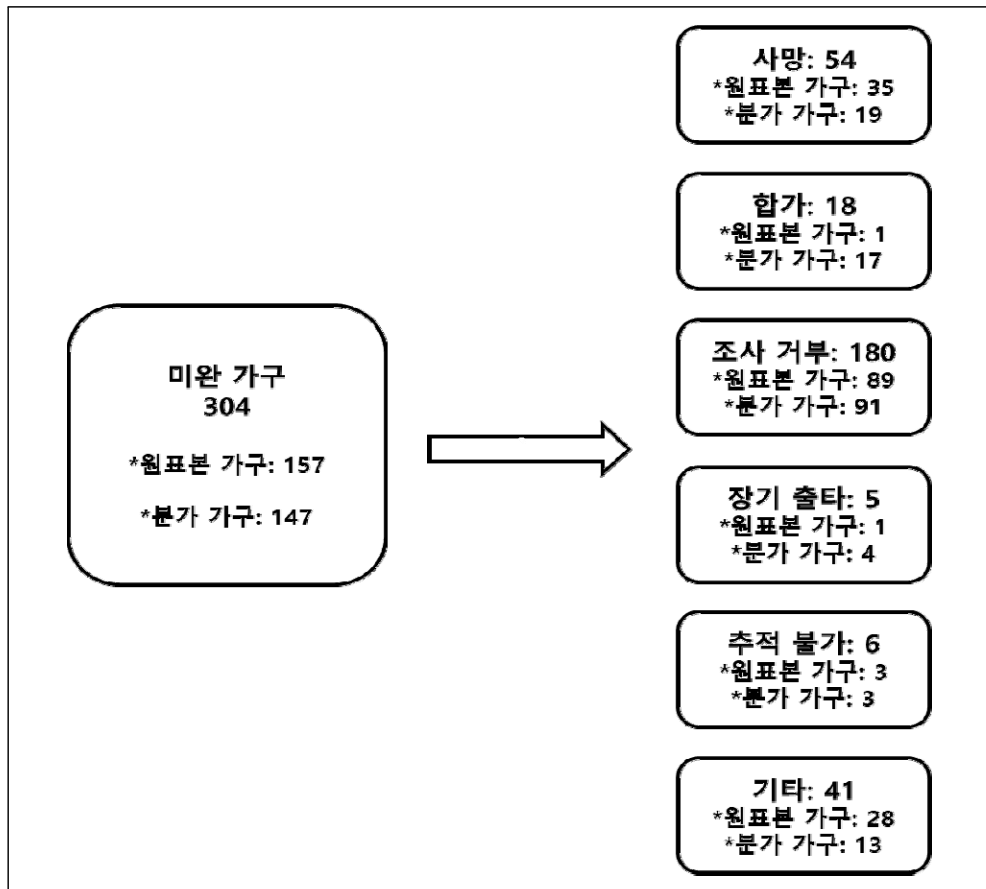 미완 가구
304
*원표본 가구: 157
*분가 가구: 147
사망: 54
*원표본 가구: 35
*분가 가구: 19
합가: 18
*원표본 가구: 1
*분가 가구: 17
조사 거부: 180
*원표본 가구: 89
*분가 가구: 91
장기 출타: 5
*원표본 가구: 1
*분가 가구: 4
추적 불가: 6
*원표본 가구: 3
*분가 가구: 3
기타: 41
*원표본 가구: 28
*분가 가구: 13